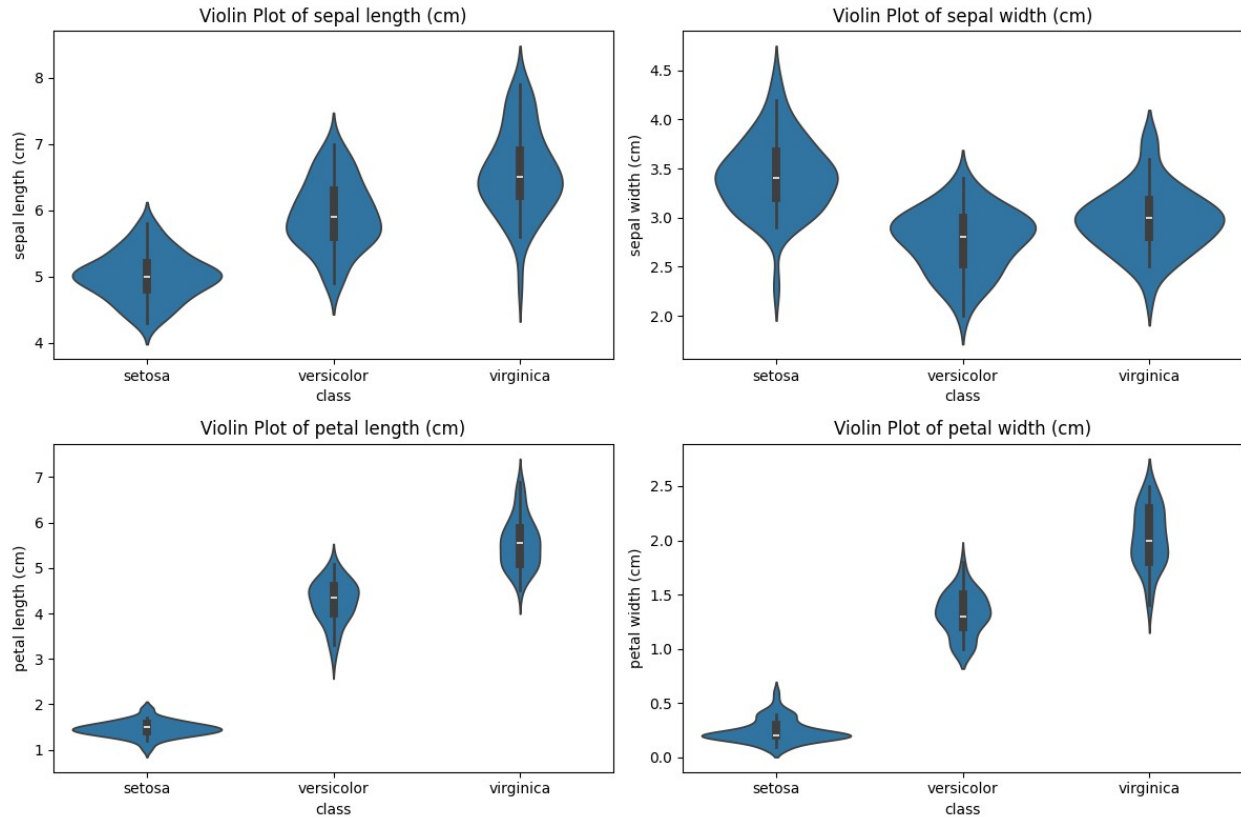 Violin Plot of sepal length (cm)
sepal length (cm)
8
7
6
5
4
setosa versicolor virginica
class
Violin Plot of sepal width (cm)
sepal width (cm)
4.5
4.0
3.5
3.0
2.5
2.0
setosa versicolor virginica
class
Violin Plot of petal length (cm)
petal length (cm)
7
6
5
4
3
2
1
setosa versicolor virginica
class
Violin Plot of petal width (cm)
petal width (cm)
2.5
2.0
1.5
1.0
0.5
0.0
setosa versicolor virginica
class